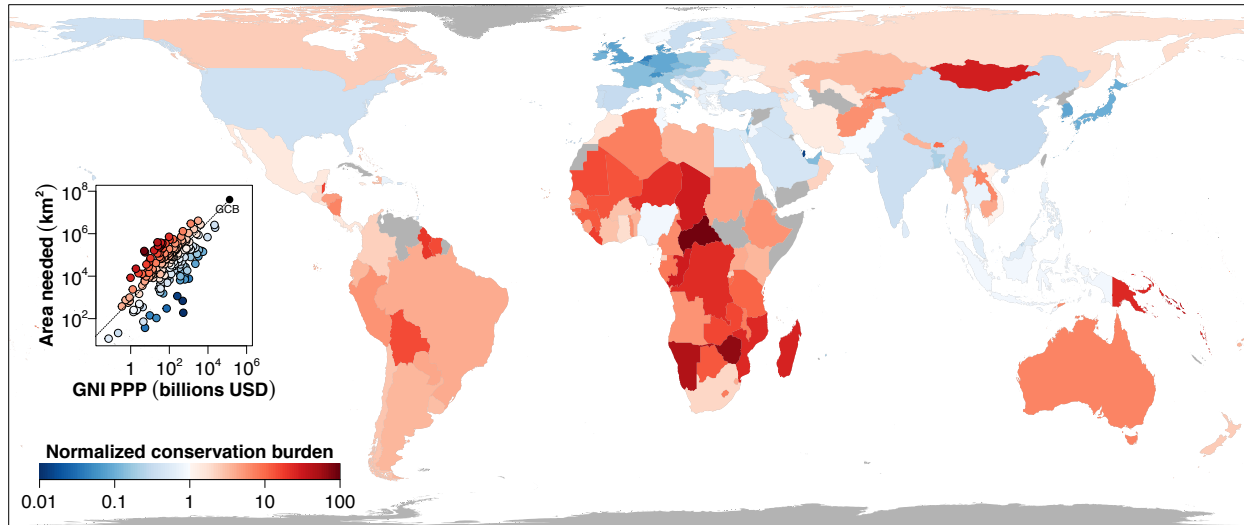 Area needed (km²)
10⁸
10⁶
10⁴
10²
GCB
1 10² 10⁴ 10⁶
GNI PPP (billions USD)
Normalized conservation burden
0.01 0.1 1 10 100